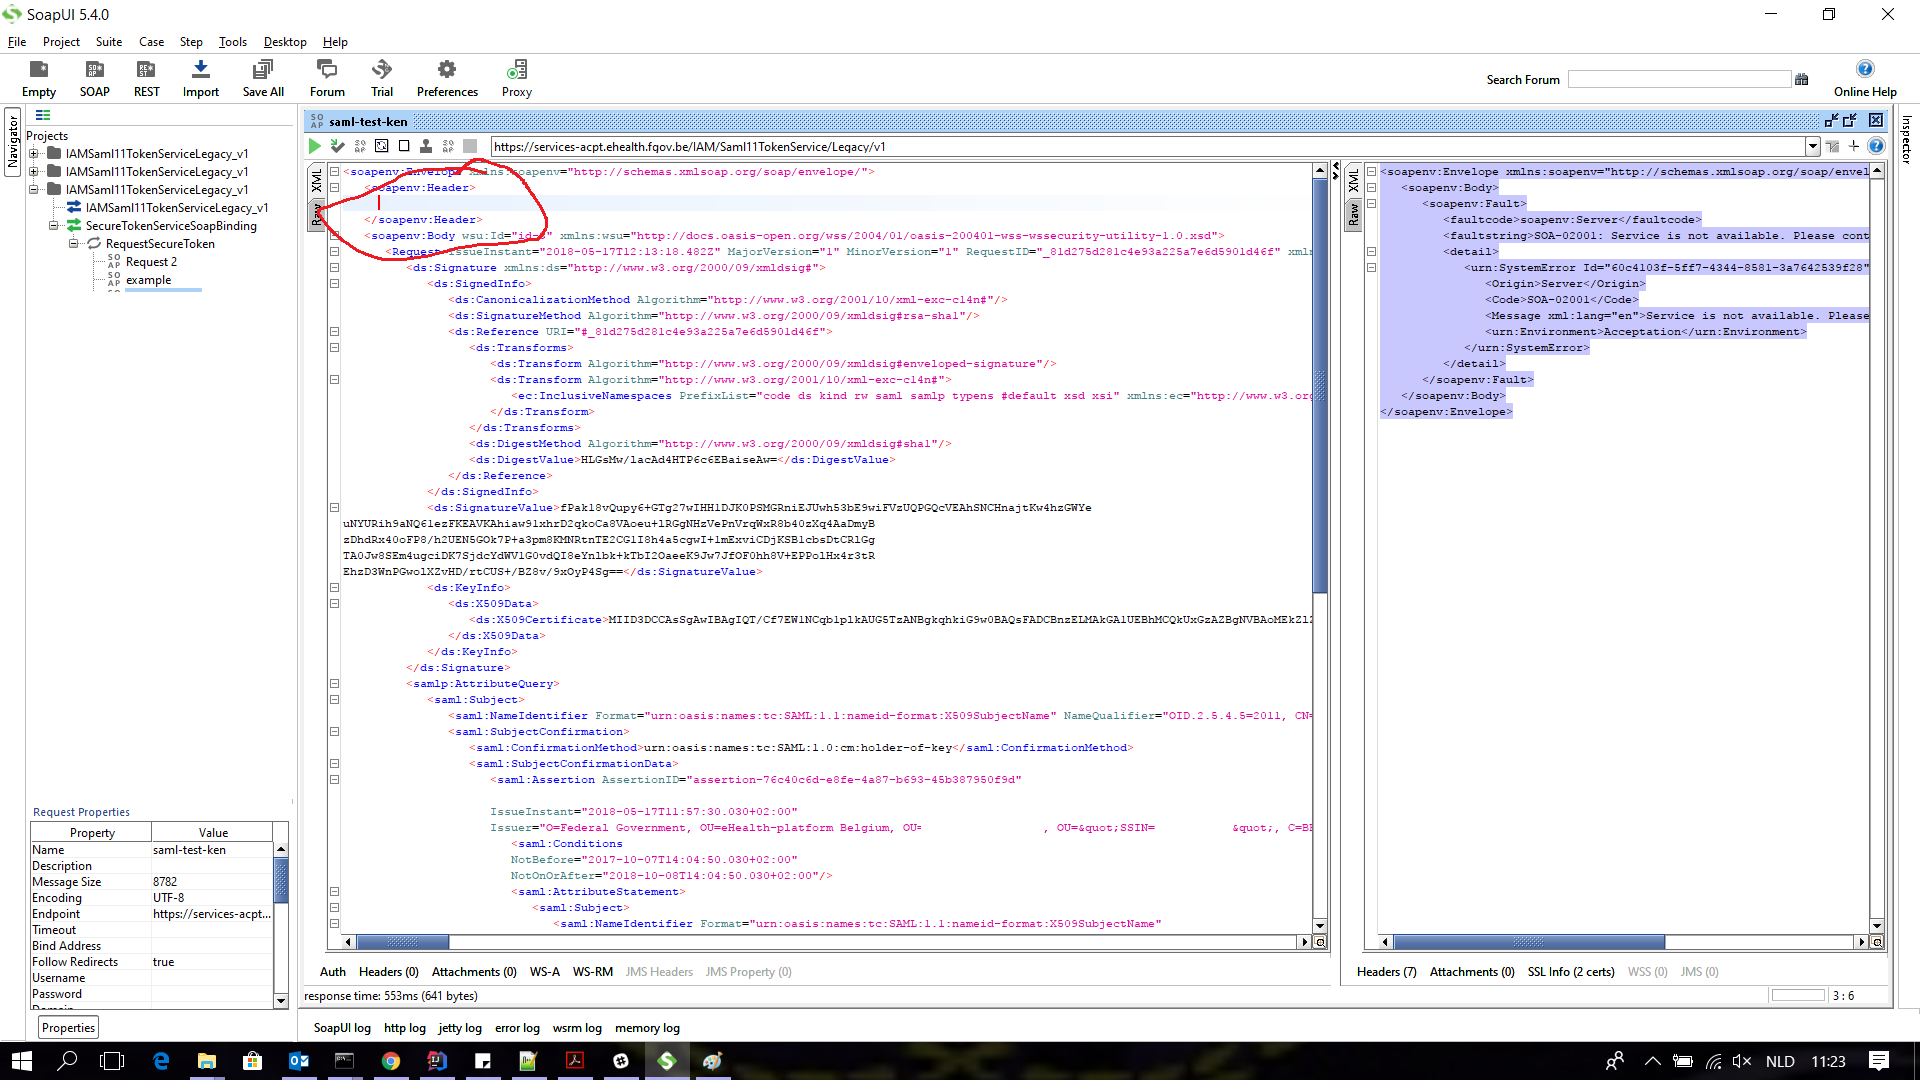 SoapUI 5.4.0
File Project Suite Case Step Tools Desktop Help
Empty SOAP REST Import Save All Forum Trial Preferences Proxy
Search Forum
Online Help
Navigator
Projects
IAMSaml11TokenServiceLegacy_v1
IAMSaml11TokenServiceLegacy_v1
IAMSaml11TokenServiceLegacy_v1
IAMSaml11TokenServiceLegacy_v1
SecureTokenServiceSoapBinding
RequestSecureToken
Request 2
example
saml-test-ken
https://services-acpt.ehealth.fgov.be/IAM/Saml11TokenService/Legacy/v1
XML
Raw
<soapenv:Envelope xmlns:soapenv="http://schemas.xmlsoap.org/soap/envelope/">
<soapenv:Header>
</soapenv:Header>
<soapenv:Body wsu:Id="id- xmlns:wsu="http://docs.oasis-open.org/wss/2004/01/oasis-200401-wss-wssecurity-utility-1.0.xsd">
<Request IssueInstant="2018-05-17T12:13:18.482Z" MajorVersion="1" MinorVersion="1" RequestID="_81d275d281c4e93a225a7e6d5901d46f" xmln
<ds:Signature xmlns:ds="http://www.w3.org/2000/09/xmldsig#">
<ds:SignedInfo>
<ds:CanonicalizationMethod Algorithm="http://www.w3.org/2001/10/xml-exc-c14n#"/>
<ds:SignatureMethod Algorithm="http://www.w3.org/2000/09/xmldsig#rsa-sha1"/>
<ds:Reference URI="#_81d275d281c4e93a225a7e6d5901d46f">
<ds:Transforms>
<ds:Transform Algorithm="http://www.w3.org/2000/09/xmldsig#enveloped-signature"/>
<ds:Transform Algorithm="http://www.w3.org/2001/10/xml-exc-c14n#">
<ec:InclusiveNamespaces PrefixList="code ds kind rw saml samlp typens #default xsd xsi" xmlns:ec="http://www.w3.org
</ds:Transform>
</ds:Transforms>
<ds:DigestMethod Algorithm="http://www.w3.org/2000/09/xmldsig#sha1"/>
<ds:DigestValue>HLGsMw/lacAd4HTP6c6EBaiseAw=</ds:DigestValue>
</ds:Reference>
</ds:SignedInfo>
<ds:SignatureValue>fPak18vQupy6+GTg27wIHH1DJK0PSMGRniEJUwh53bE9wiFVzUQPGQcVEAhSNCHnajtKw4hzGWYe
uNYURih9aNQ61ezFKEAVKAhiaw91xhrD2qkoCa8VAoeu+lRGgNHzVePnVrqWxR8b40zXq4AaDmyB
zDhdRx40oFP8/h2UEN5GOk7P+a3pm8KMNRtnTE2CG1I8h4a5cgwI+lmExviCDjKSB1cbsDtCRlGg
TA0Jw8SEm4ugciDK7SjdcYdWV1G0vdQI8eYnlbk+kTbI2OaeeK9Jw7JfOF0hh8V+EPPolHx4r3tR
EhzD3WnPGwolXZvHD/rtCUS+/BZ8v/9xOyP4Sg==</ds:SignatureValue>
<ds:KeyInfo>
<ds:X509Data>
<ds:X509Certificate>MIID3DCCAsSgAwIBAgIQT/Cf7EW1NCqblplkAUG5TzANBgkqhkiG9w0BAQsFADCBnzELMAkGA1UEBhMCQkUxGzAZBgNVBAoMEkZl
</ds:X509Data>
</ds:KeyInfo>
</ds:Signature>
<samlp:AttributeQuery>
<saml:Subject>
<saml:NameIdentifier Format="urn:oasis:names:tc:SAML:1.1:nameid-format:X509SubjectName" NameQualifier="OID.2.5.4.5=2011, CN=
<saml:SubjectConfirmation>
<saml:ConfirmationMethod>urn:oasis:names:tc:SAML:1.0:cm:holder-of-key</saml:ConfirmationMethod>
<saml:SubjectConfirmationData>
<saml:Assertion AssertionID="assertion-76c40c6d-e8fe-4a87-b693-45b387950f9d"
IssueInstant="2018-05-17T11:57:30.030+02:00"
Issuer="O=Federal Government, OU=eHealth-platform Belgium, OU= , OU=&quot;SSIN= &quot;, C=BE
<saml:Conditions
NotBefore="2017-10-07T14:04:50.030+02:00"
NotOnOrAfter="2018-10-08T14:04:50.030+02:00"/>
<saml:AttributeStatement>
<saml:Subject>
<saml:NameIdentifier Format="urn:oasis:names:tc:SAML:1.1:nameid-format:X509SubjectName"
Auth Headers (0) Attachments (0) WS-A WS-RM JMS Headers JMS Property (0)
response time: 553ms (641 bytes)
XML
Raw
<soapenv:Envelope xmlns:soapenv="http://schemas.xmlsoap.org/soap/envel
<soapenv:Body>
<soapenv:Fault>
<faultcode>soapenv:Server</faultcode>
<faultstring>SOA-02001: Service is not available. Please cont
<detail>
<urn:SystemError Id="60c4103f-5ff7-4344-8581-3a7642539f28"
<Origin>Server</Origin>
<Code>SOA-02001</Code>
<Message xml:lang="en">Service is not available. Please
<urn:Environment>Acceptation</urn:Environment>
</urn:SystemError>
</detail>
</soapenv:Fault>
</soapenv:Body>
</soapenv:Envelope>
Headers (7) Attachments (0) SSL Info (2 certs) WSS (0) JMS (0)
3 : 6
Inspector
Request Properties
Property Value
Name saml-test-ken
Description
Message Size 8782
Encoding UTF-8
Endpoint https://services-acpt...
Timeout
Bind Address
Follow Redirects true
Username
Password
Properties
SoapUI log http log jetty log error log wsrm log memory log
NLD 11:23